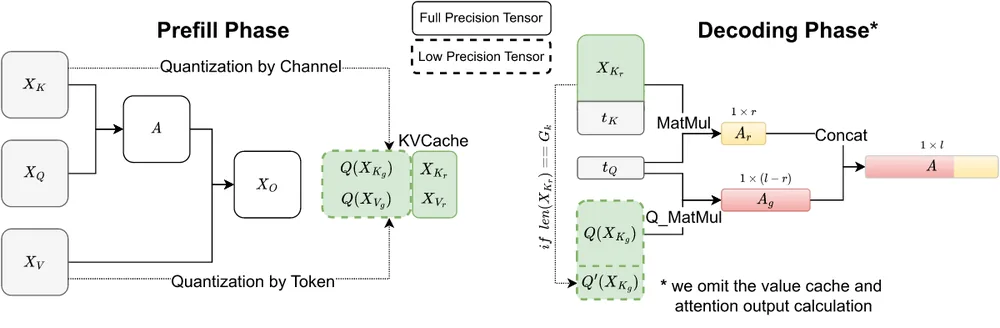 Prefill Phase
Full Precision Tensor
Low Precision Tensor
Decoding Phase*
Quantization by Channel
X_K
A
X_Q
X_O
X_V
Quantization by Token
KVCache
Q(X_{K_g}) X_{K_r}
Q(X_{V_g}) X_{V_r}
if len(X_{K_r}) == G_k
X_{K_r}
t_K
MatMul
t_Q
Q_MatMul
Q(X_{K_g})
Q'(X_{K_g})
1 × r
A_r
1 × (l − r)
A_g
Concat
1 × l
A
* we omit the value cache and
attention output calculation